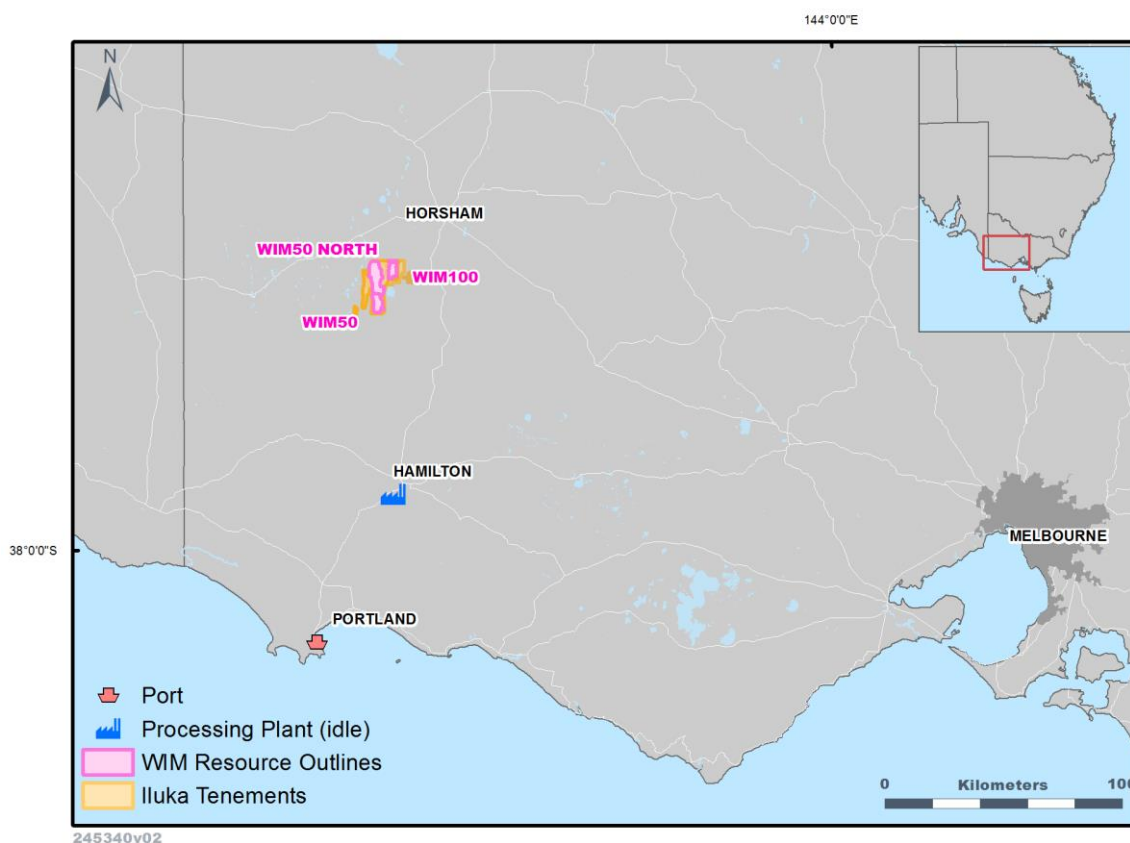 144°0'0"E
N
HORSHAM
WIM50 NORTH
WIM100
WIM50
HAMILTON
38°0'0"S
MELBOURNE
PORTLAND
Port
Processing Plant (idle)
WIM Resource Outlines
Iluka Tenements
0 Kilometers 100
245340v02